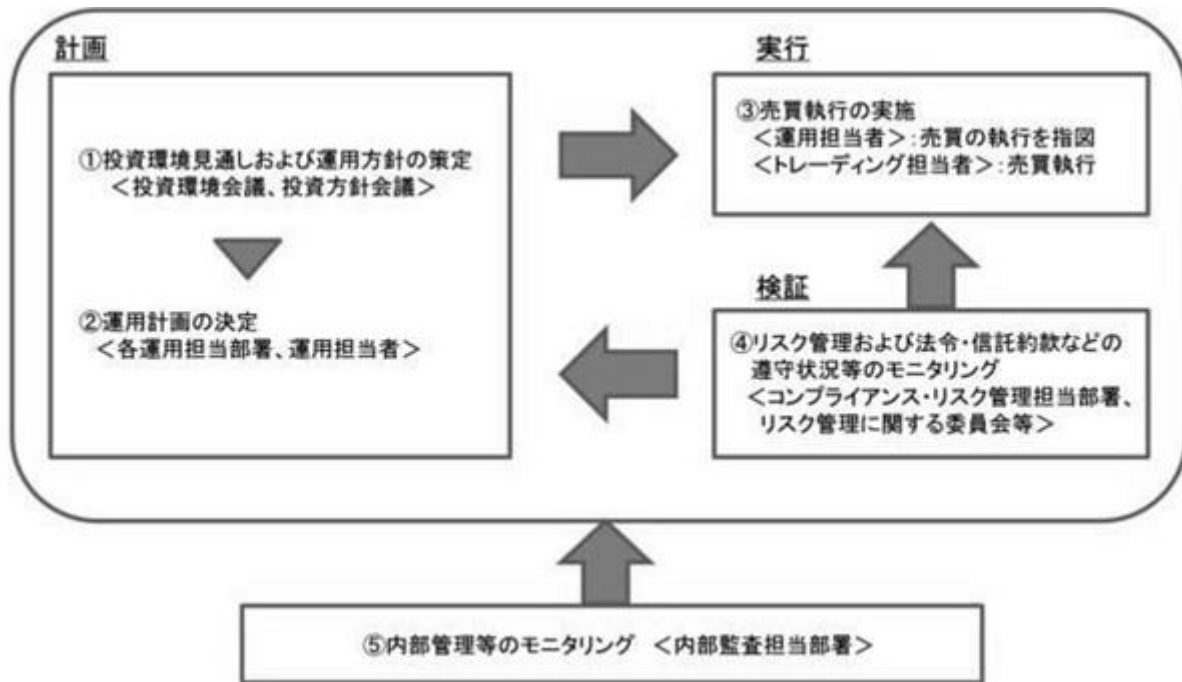 計画
①投資環境見通しおよび運用方針の策定
＜投資環境会議、投資方針会議＞
②運用計画の決定
＜各運用担当部署、運用担当者＞
実行
③売買執行の実施
＜運用担当者＞：売買の執行を指図
＜トレーディング担当者＞：売買執行
検証
④リスク管理および法令・信託約款などの
遵守状況等のモニタリング
＜コンプライアンス・リスク管理担当部署、
リスク管理に関する委員会等＞
⑤内部管理等のモニタリング　＜内部監査担当部署＞